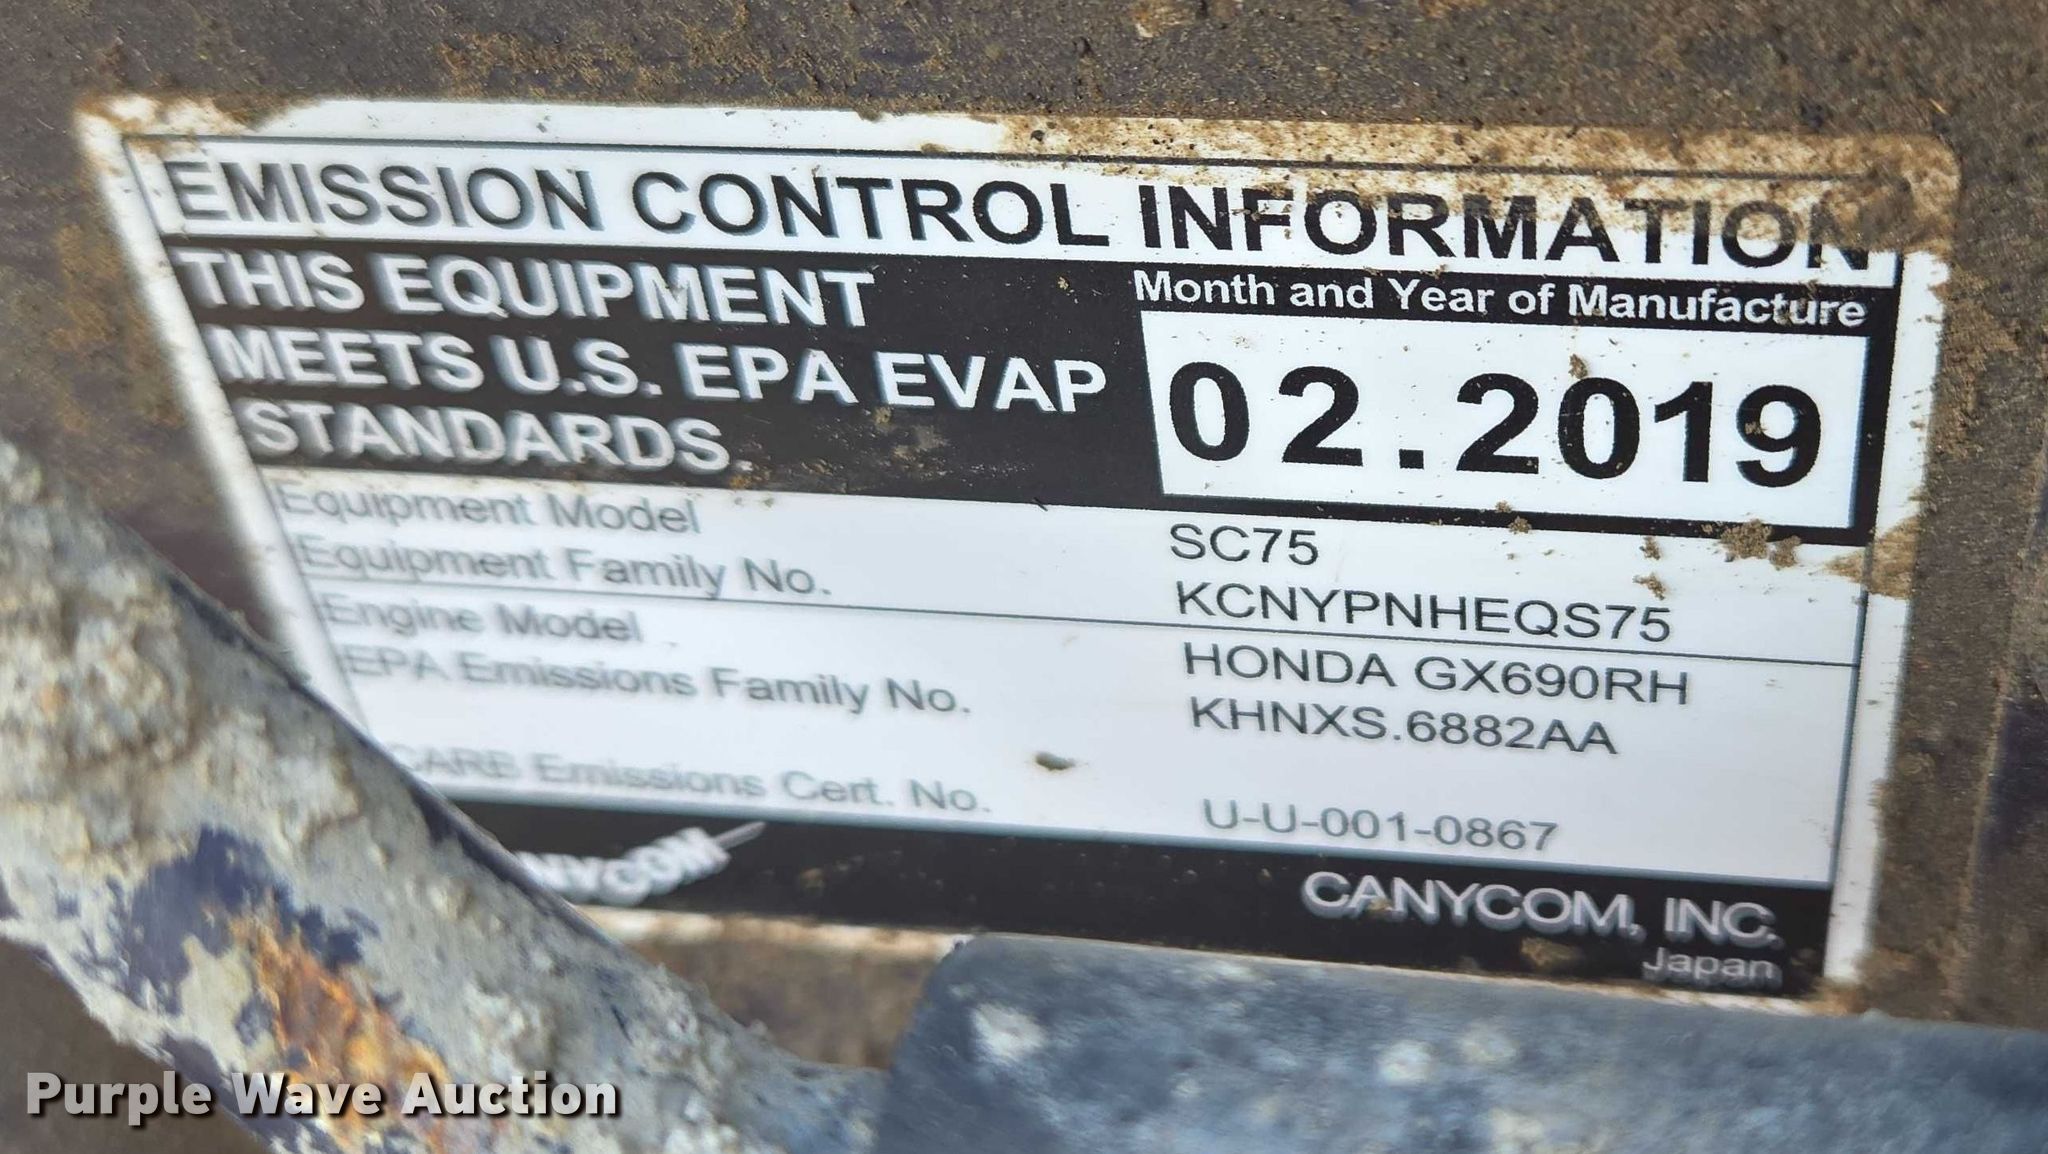 EMISSION CONTROL INFORMATION
THIS EQUIPMENT
MEETS U.S. EPA EVAP
STANDARDS.
Month and Year of Manufacture
02.2019
Equipment Model SC75
Equipment Family No. KCNYPNHEQS75
Engine Model HONDA GX690RH
EPA Emissions Family No. KHNXS.6882AA
CARB Emissions Cert. No. U-U-001-0867
CANYCOM, INC.
Japan
Purple Wave Auction